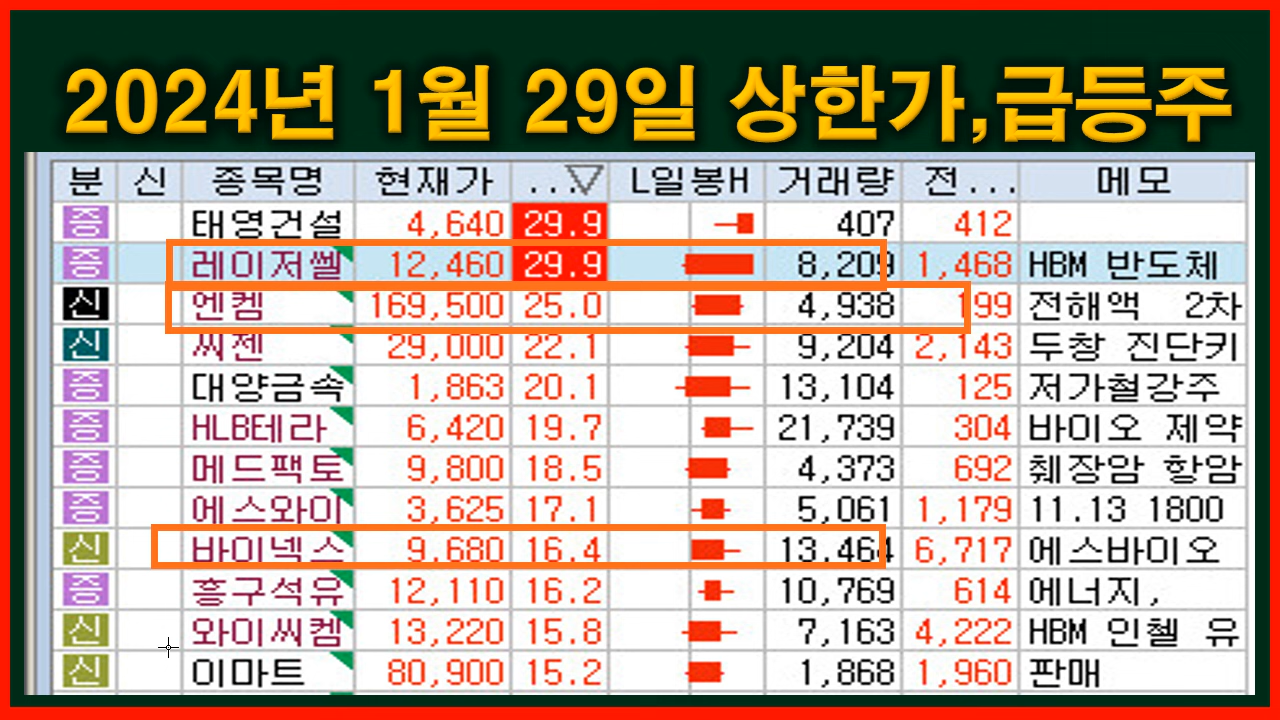 2024년 1월 29일 상한가,급등주
분 신 종목명 현재가 ..▽ L일봉H 거래량 전... 메모
증 태영건설 4,640 29.9 407 412
증 레이저쎌 12,460 29.9 8,209 1,468 HBM 반도체
신 엔켐 169,500 25.0 4,938 199 전해액 2차
신 씨젠 29,000 22.1 9,204 2,143 두창 진단키
증 대양금속 1,863 20.1 13,104 125 저가철강주
증 HLB테라 6,420 19.7 21,739 304 바이오 제약
증 메드팩토 9,800 18.5 4,373 692 췌장암 항암
증 에스와이 3,625 17.1 5,061 1,179 11.13 1800
신 바이넥스 9,680 16.4 13,464 6,717 에스바이오
증 흥구석유 12,110 16.2 10,769 614 에너지,
신 와이씨켐 13,220 15.8 7,163 4,222 HBM 인첼 유
신 이마트 80,900 15.2 1,868 1,960 판매